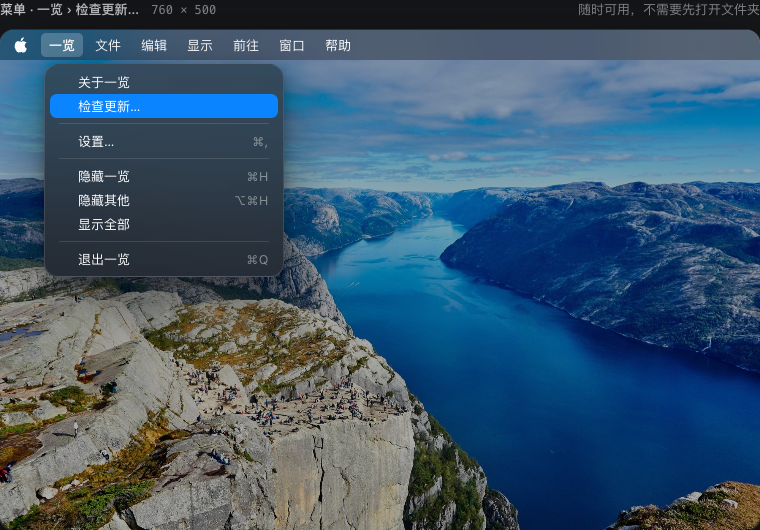 菜单 · 一览 › 检查更新… 760 × 500 随时可用，不需要先打开文件夹
一览 文件 编辑 显示 前往 窗口 帮助
关于一览
检查更新…
设置… ⌘,
隐藏一览 ⌘H
隐藏其他 ⌥⌘H
显示全部
退出一览 ⌘Q